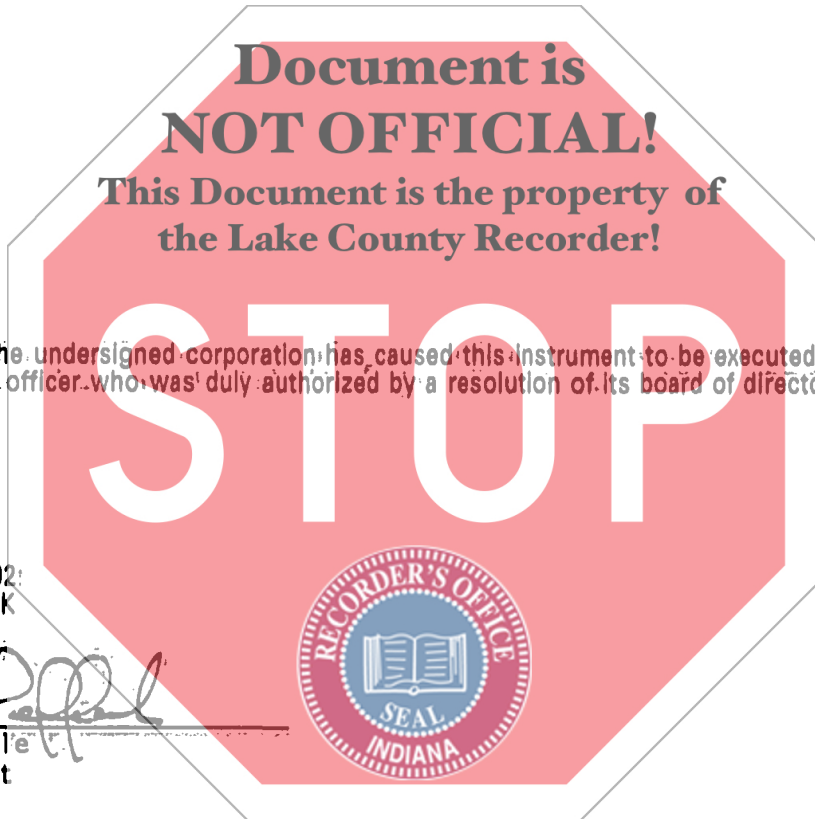 Document is
NOT OFFICIAL!
This Document is the property of
the Lake County Recorder!
STOP
he undersigned corporation has caused this instrument to be executed
officer who was duly authorized by a resolution of its board of directo
02
K
RECORDER'S OFFICE
SEAL
INDIANA
le
t